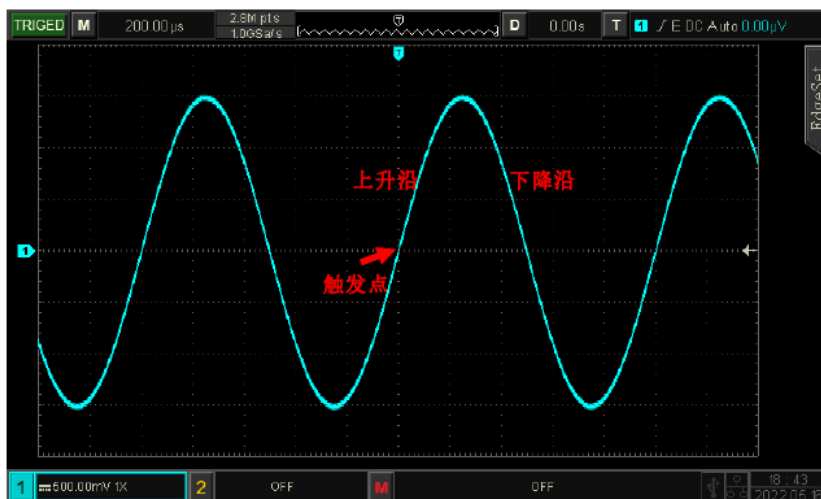 TRIGED M 200.00μs 2.8M pts D 0.00s T 1 E DC Auto 0.00μV
1.0GSa/s
T
T
EdgeSet
上升沿 下降沿
1
触发点
1 500.00mV 1X 2 OFF M OFF 18:43